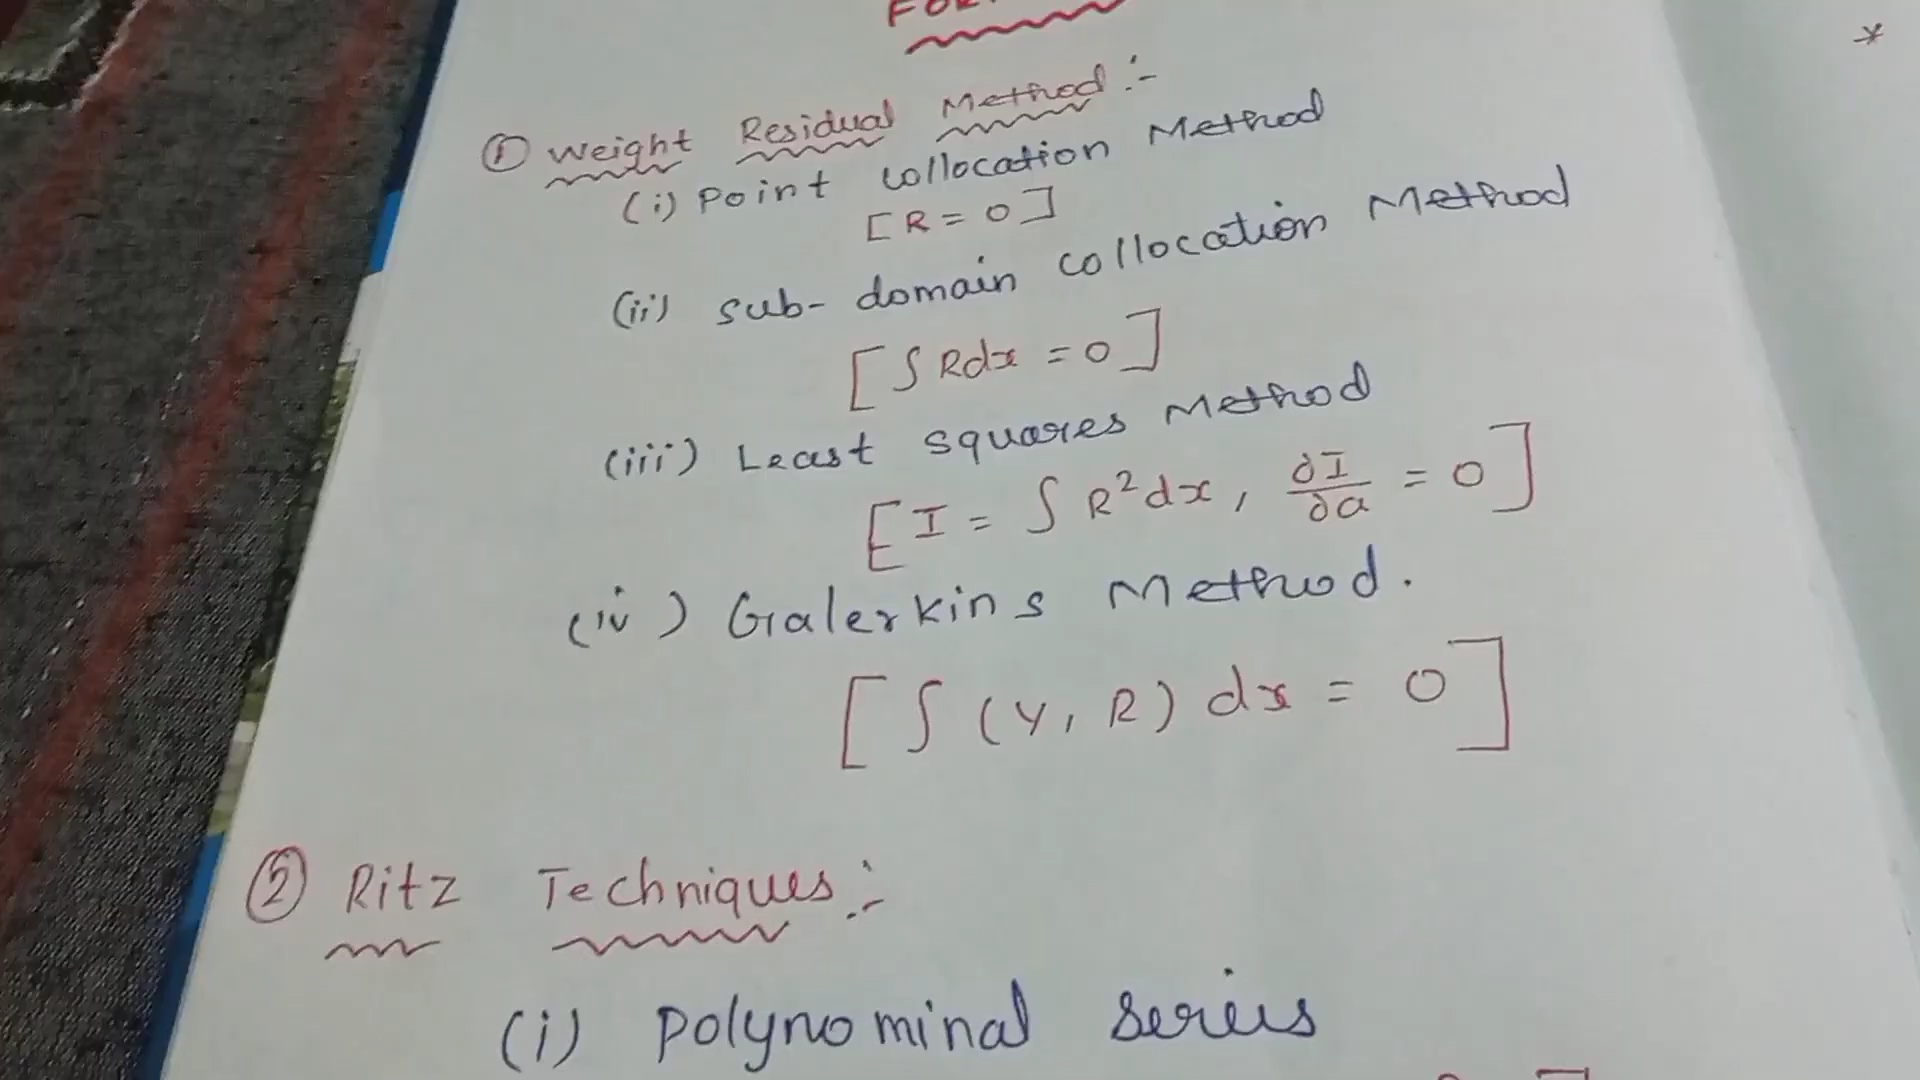 ① Weight Residual Method :-
(i) Point Collocation Method
[R = 0]
(ii) Sub-domain collocation Method
[∫ Rdx = 0]
(iii) Least squares Method
[I = ∫ R²dx, ∂I/∂a = 0]
(iv) Galerkins Method.
[∫ (Y, R) dx = 0]
② Ritz Techniques :-
(i) Polynominal Series